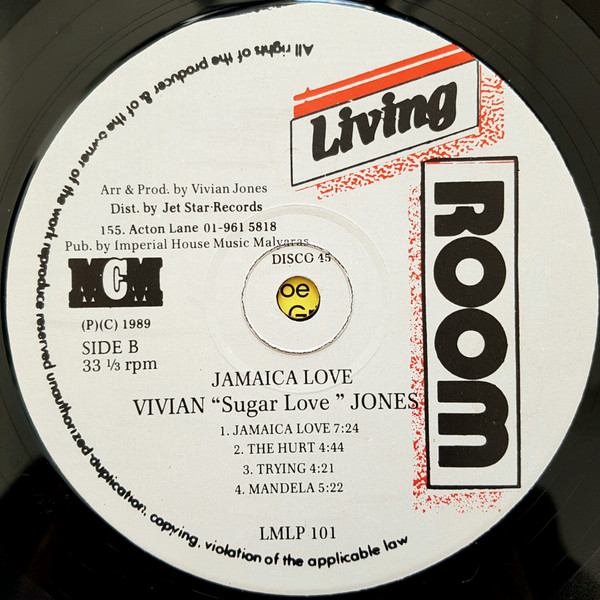 All rights of the producer & of the owner of the work reproduce reserved unauthorized duplication, copying, violation of the applicable law
Living
ROOM
Arr & Prod. by Vivian Jones
Dist. by Jet Star Records
155. Acton Lane 01-961 5818
Pub. by Imperial House Music Malvaras
DISCO 45
MCM
(P)(C) 1989
SIDE B
33 ⅓ rpm
JAMAICA LOVE
VIVIAN “Sugar Love ” JONES
1. JAMAICA LOVE 7:24
2. THE HURT 4:44
3. TRYING 4:21
4. MANDELA 5:22
LMLP 101